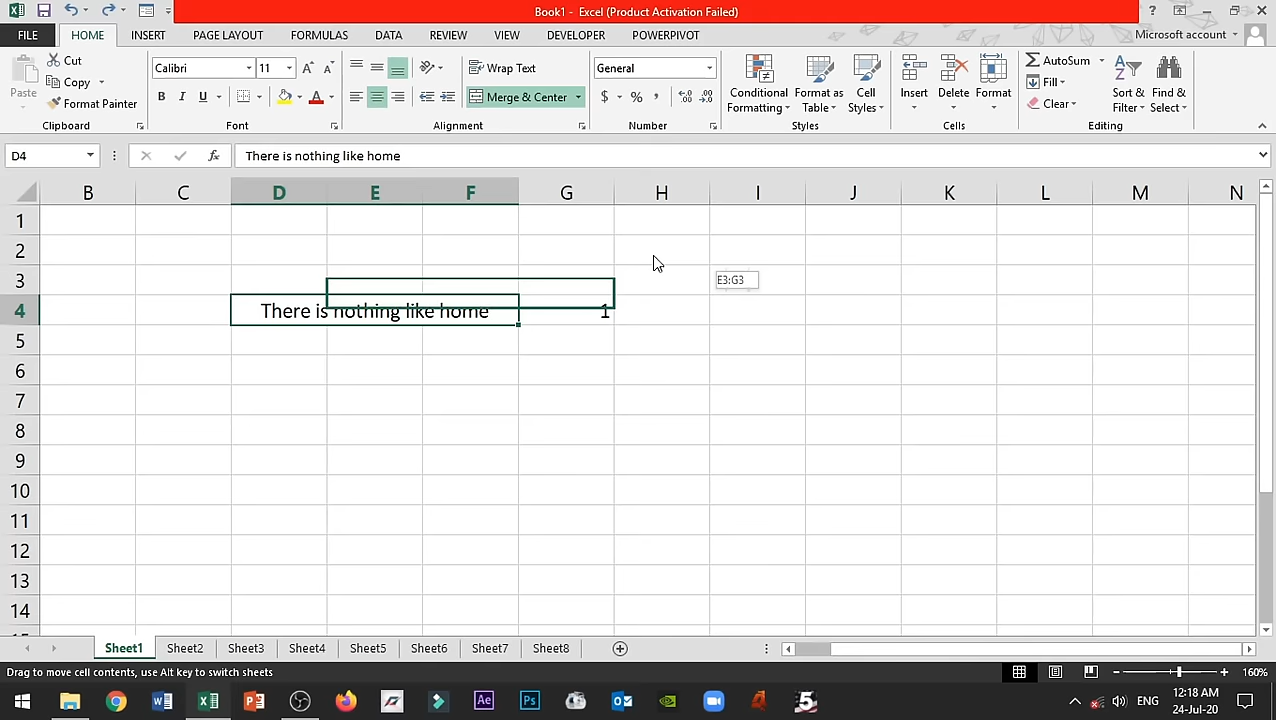 Book1 - Excel (Product Activation Failed)
FILE HOME INSERT PAGE LAYOUT FORMULAS DATA REVIEW VIEW DEVELOPER POWERPIVOT Microsoft account
Paste Cut Copy Format Painter
Clipboard
Calibri 11
B I U A
Font
Wrap Text
Merge & Center
Alignment
General
$ % ,
Number
Conditional Formatting Format as Table Cell Styles
Styles
Insert Delete Format
Cells
AutoSum Fill Clear Sort & Filter Find & Select
Editing
D4 fx There is nothing like home
B C D E F G H I J K L M N
1
2
3 E3:G3
4 There is nothing like home 1
5
6
7
8
9
10
11
12
13
14
Sheet1 Sheet2 Sheet3 Sheet4 Sheet5 Sheet6 Sheet7 Sheet8
Drag to move cell contents, use Alt key to switch sheets 160%
ENG 12:18 AM
24-Jul-20